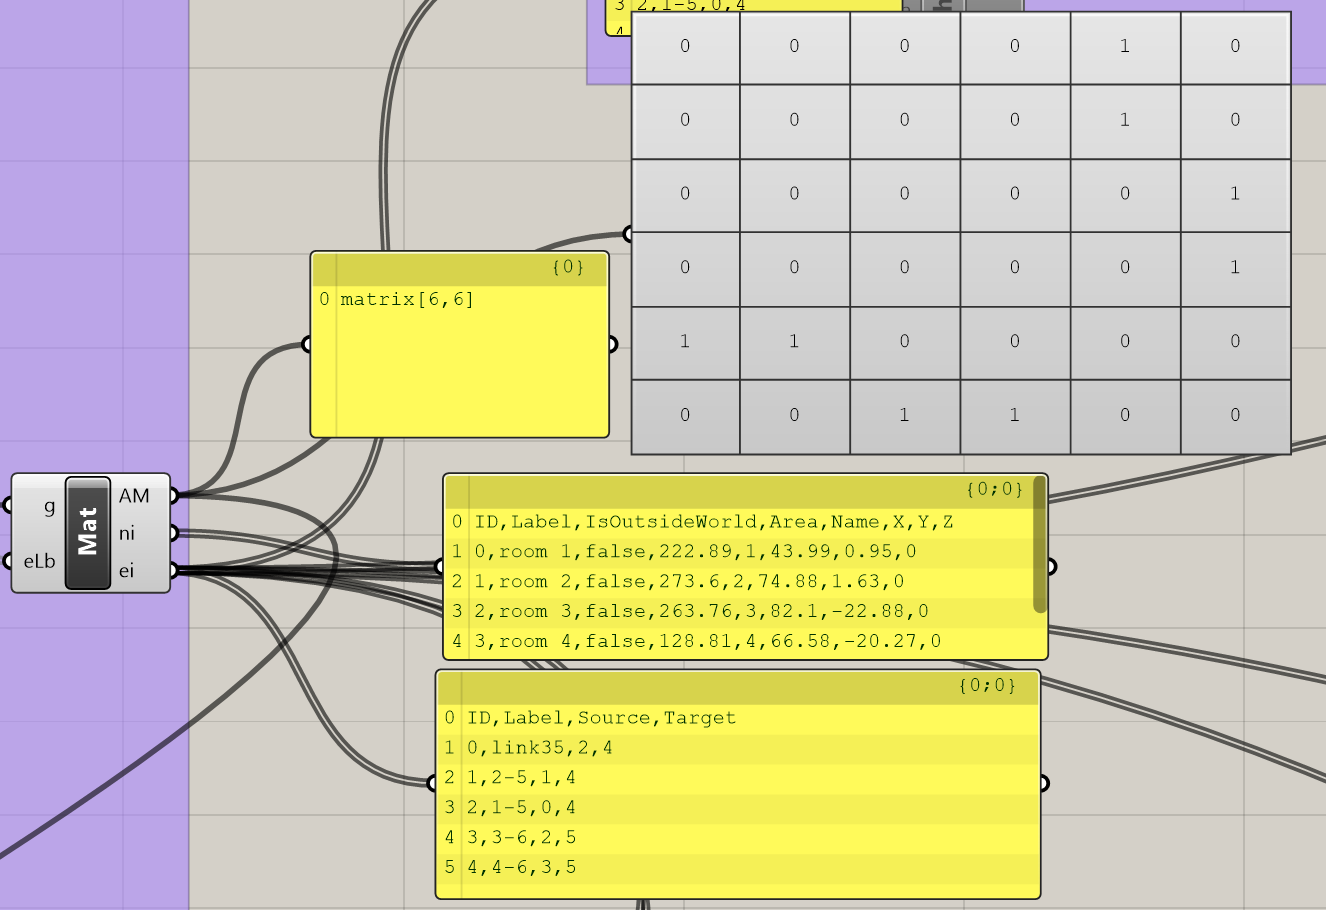 3 2,1-5,0,4
0 0 0 0 1 0
0 0 0 0 1 0
0 0 0 0 0 1
0 0 0 0 0 1
1 1 0 0 0 0
0 0 1 1 0 0
{0}
0 matrix[6,6]
g
eLb
Mat
AM
ni
ei
{0;0}
0 ID,Label,IsOutsideWorld,Area,Name,X,Y,Z
1 0,room 1,false,222.89,1,43.99,0.95,0
2 1,room 2,false,273.6,2,74.88,1.63,0
3 2,room 3,false,263.76,3,82.1,-22.88,0
4 3,room 4,false,128.81,4,66.58,-20.27,0
{0;0}
0 ID,Label,Source,Target
1 0,link35,2,4
2 1,2-5,1,4
3 2,1-5,0,4
4 3,3-6,2,5
5 4,4-6,3,5